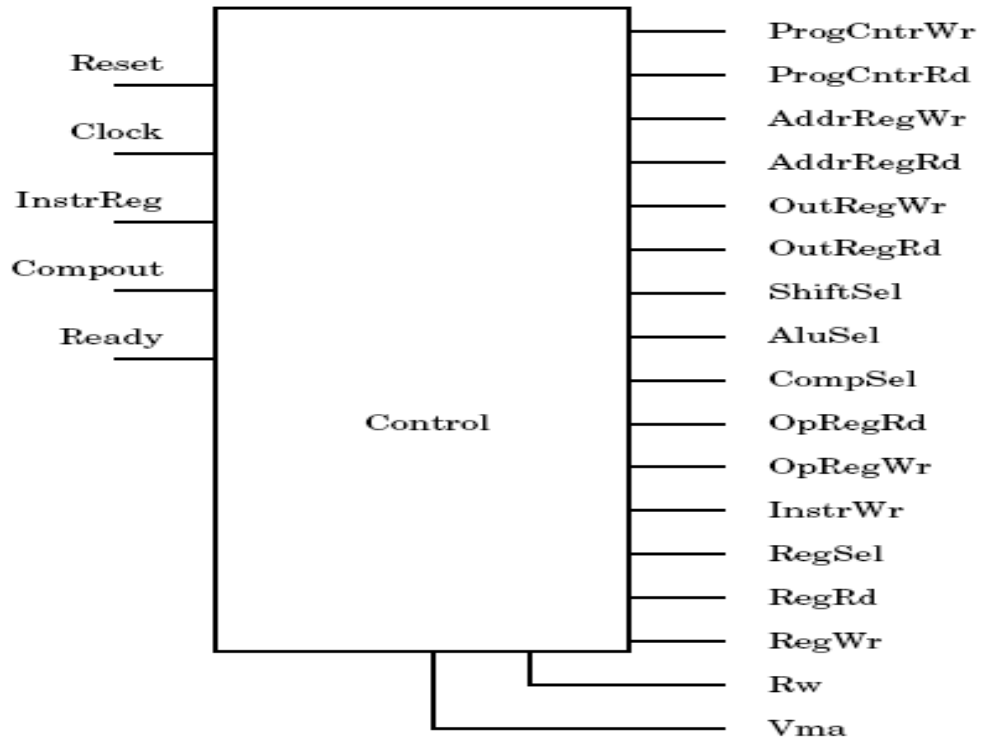 Reset
Clock
InstrReg
Compout
Ready
Control
ProgCntrWr
ProgCntrRd
AddrRegWr
AddrRegRd
OutRegWr
OutRegRd
ShiftSel
AluSel
CompSel
OpRegRd
OpRegWr
InstrWr
RegSel
RegRd
RegWr
Rw
Vma